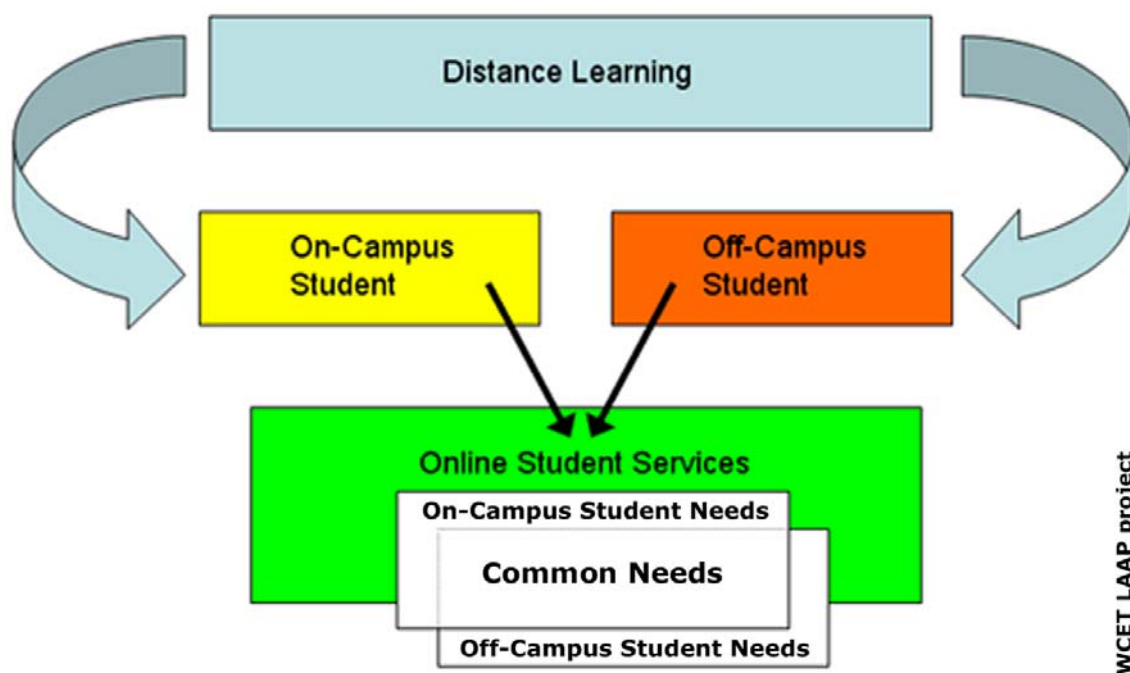 Distance Learning
On-Campus
Student
Off-Campus
Student
Online Student Services
On-Campus Student Needs
Common Needs
Off-Campus Student Needs
WCET LAAP project